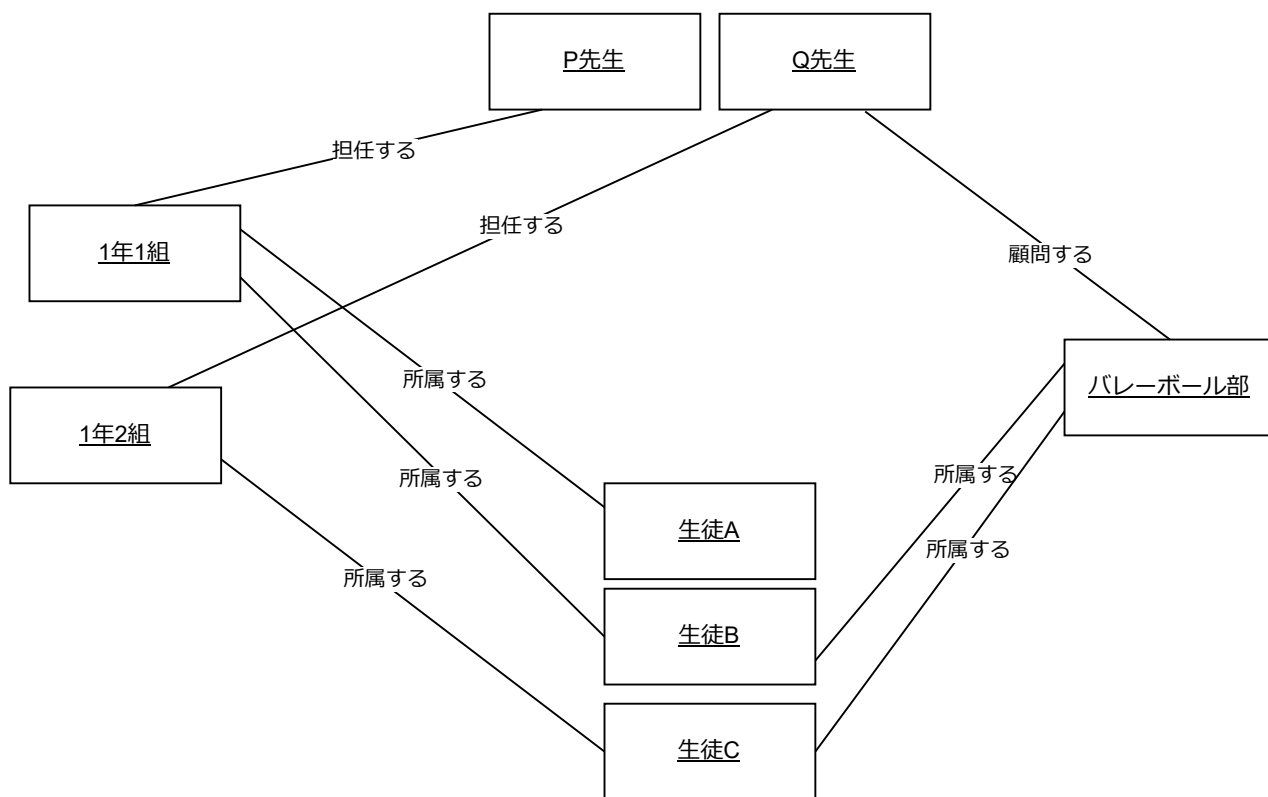 P先生
Q先生
担任する
担任する
1年1組
顧問する
所属する
バレーボール部
1年2組
所属する
所属する
生徒A
所属する
所属する
生徒B
生徒C